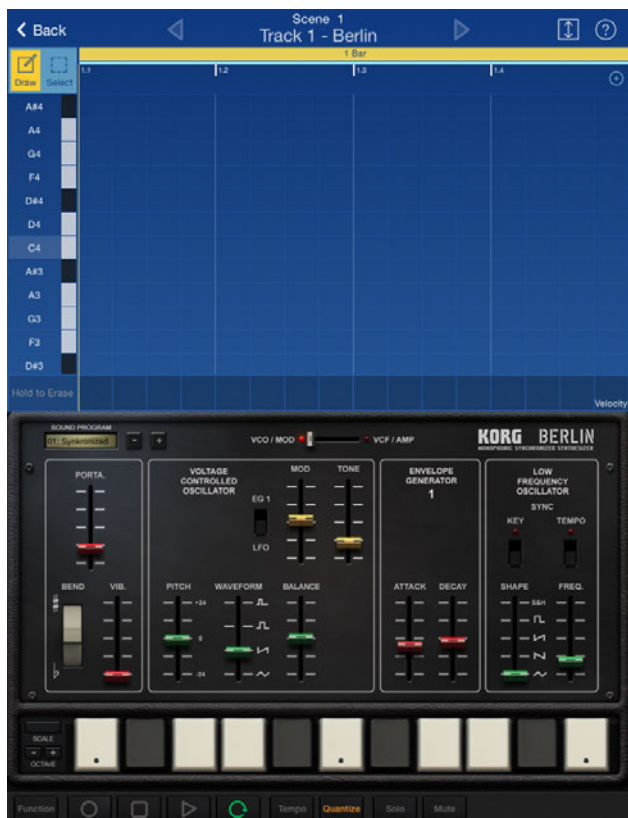 Back
Scene 1
Track 1 - Berlin
?
1 Bar
Draw
Select
1.1
1.2
1.3
1.4
A#4
A4
G4
F4
D#4
D4
C4
A#3
A3
G3
F3
D#3
Hold to Erase
Velocity
SOUND PROGRAM
01: Synkronized
- +
VCO / MOD
VCF / AMP
KORG BERLIN
MONOPHONIC SYNCHRONIZED SYNTHESIZER
PORTA.
BEND
VIB.
VOLTAGE
CONTROLLED
OSCILLATOR
MOD
TONE
EG 1
LFO
PITCH
WAVEFORM
BALANCE
+24
0
-24
ENVELOPE
GENERATOR
1
ATTACK
DECAY
LOW
FREQUENCY
OSCILLATOR
SYNC
KEY
TEMPO
SHAPE
FREQ.
S&H
SCALE
- +
OCTAVE
Function
Tempo
Quantize
Solo
Mute